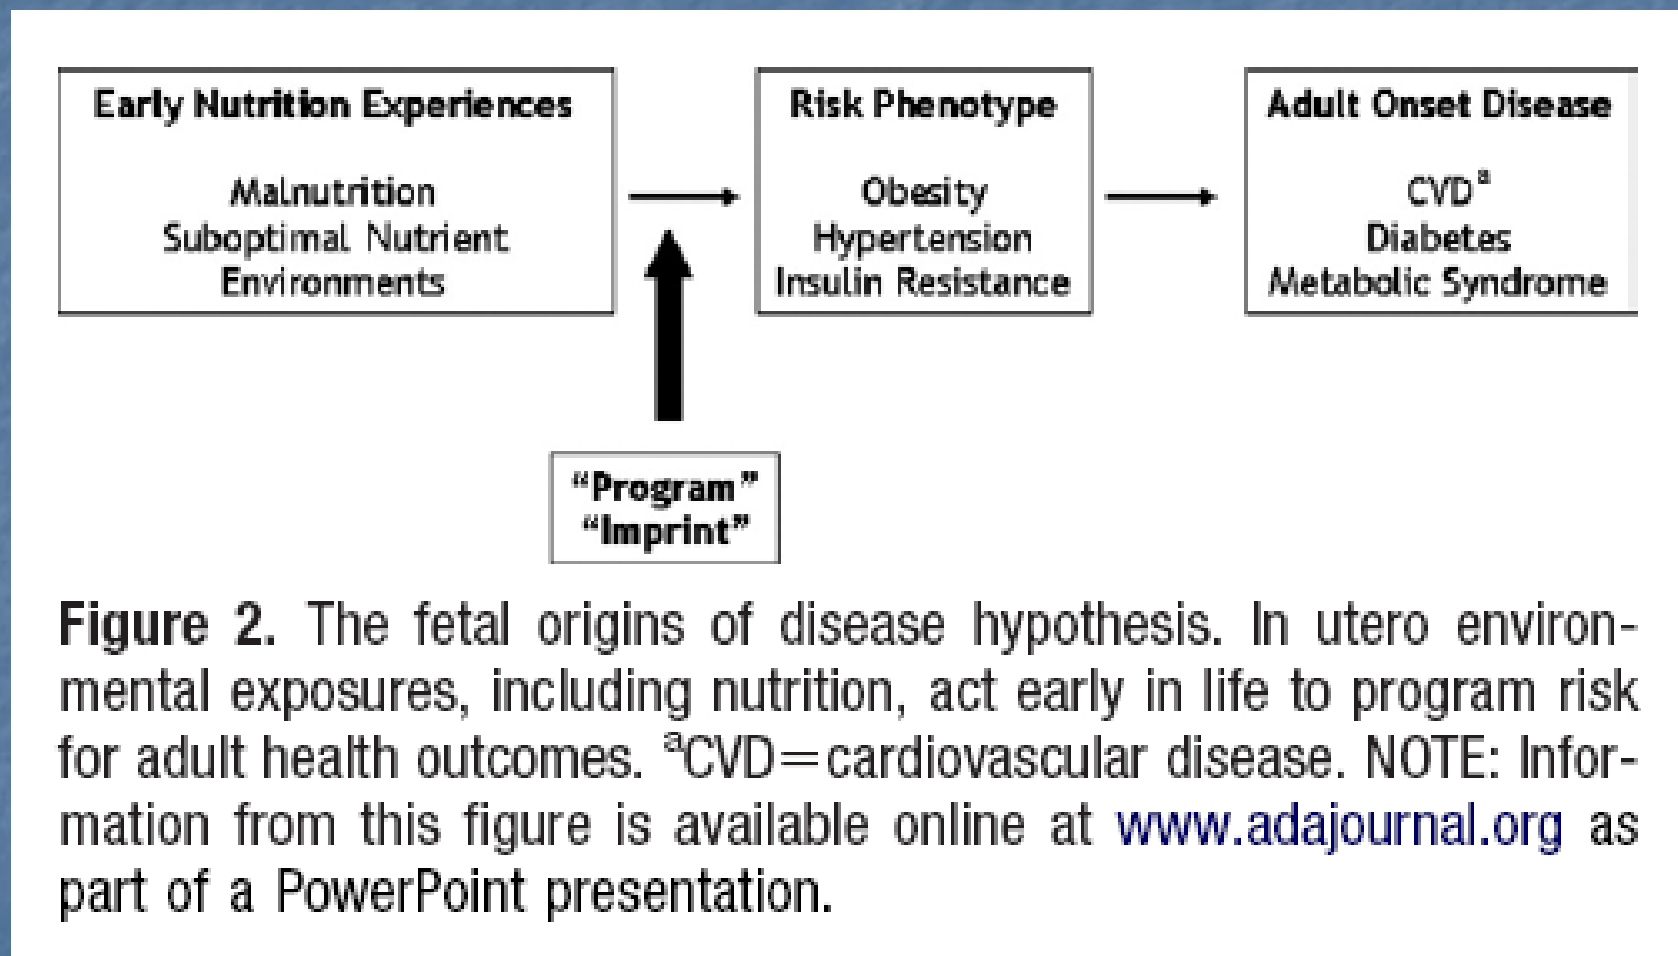 Early Nutrition Experiences
Malnutrition
Suboptimal Nutrient
Environments
Risk Phenotype
Obesity
Hypertension
Insulin Resistance
Adult Onset Disease
CVDᵃ
Diabetes
Metabolic Syndrome
“Program”
“Imprint”
Figure 2. The fetal origins of disease hypothesis. In utero environ-
mental exposures, including nutrition, act early in life to program risk
for adult health outcomes. ᵃCVD=cardiovascular disease. NOTE: Infor-
mation from this figure is available online at www.adajournal.org as
part of a PowerPoint presentation.